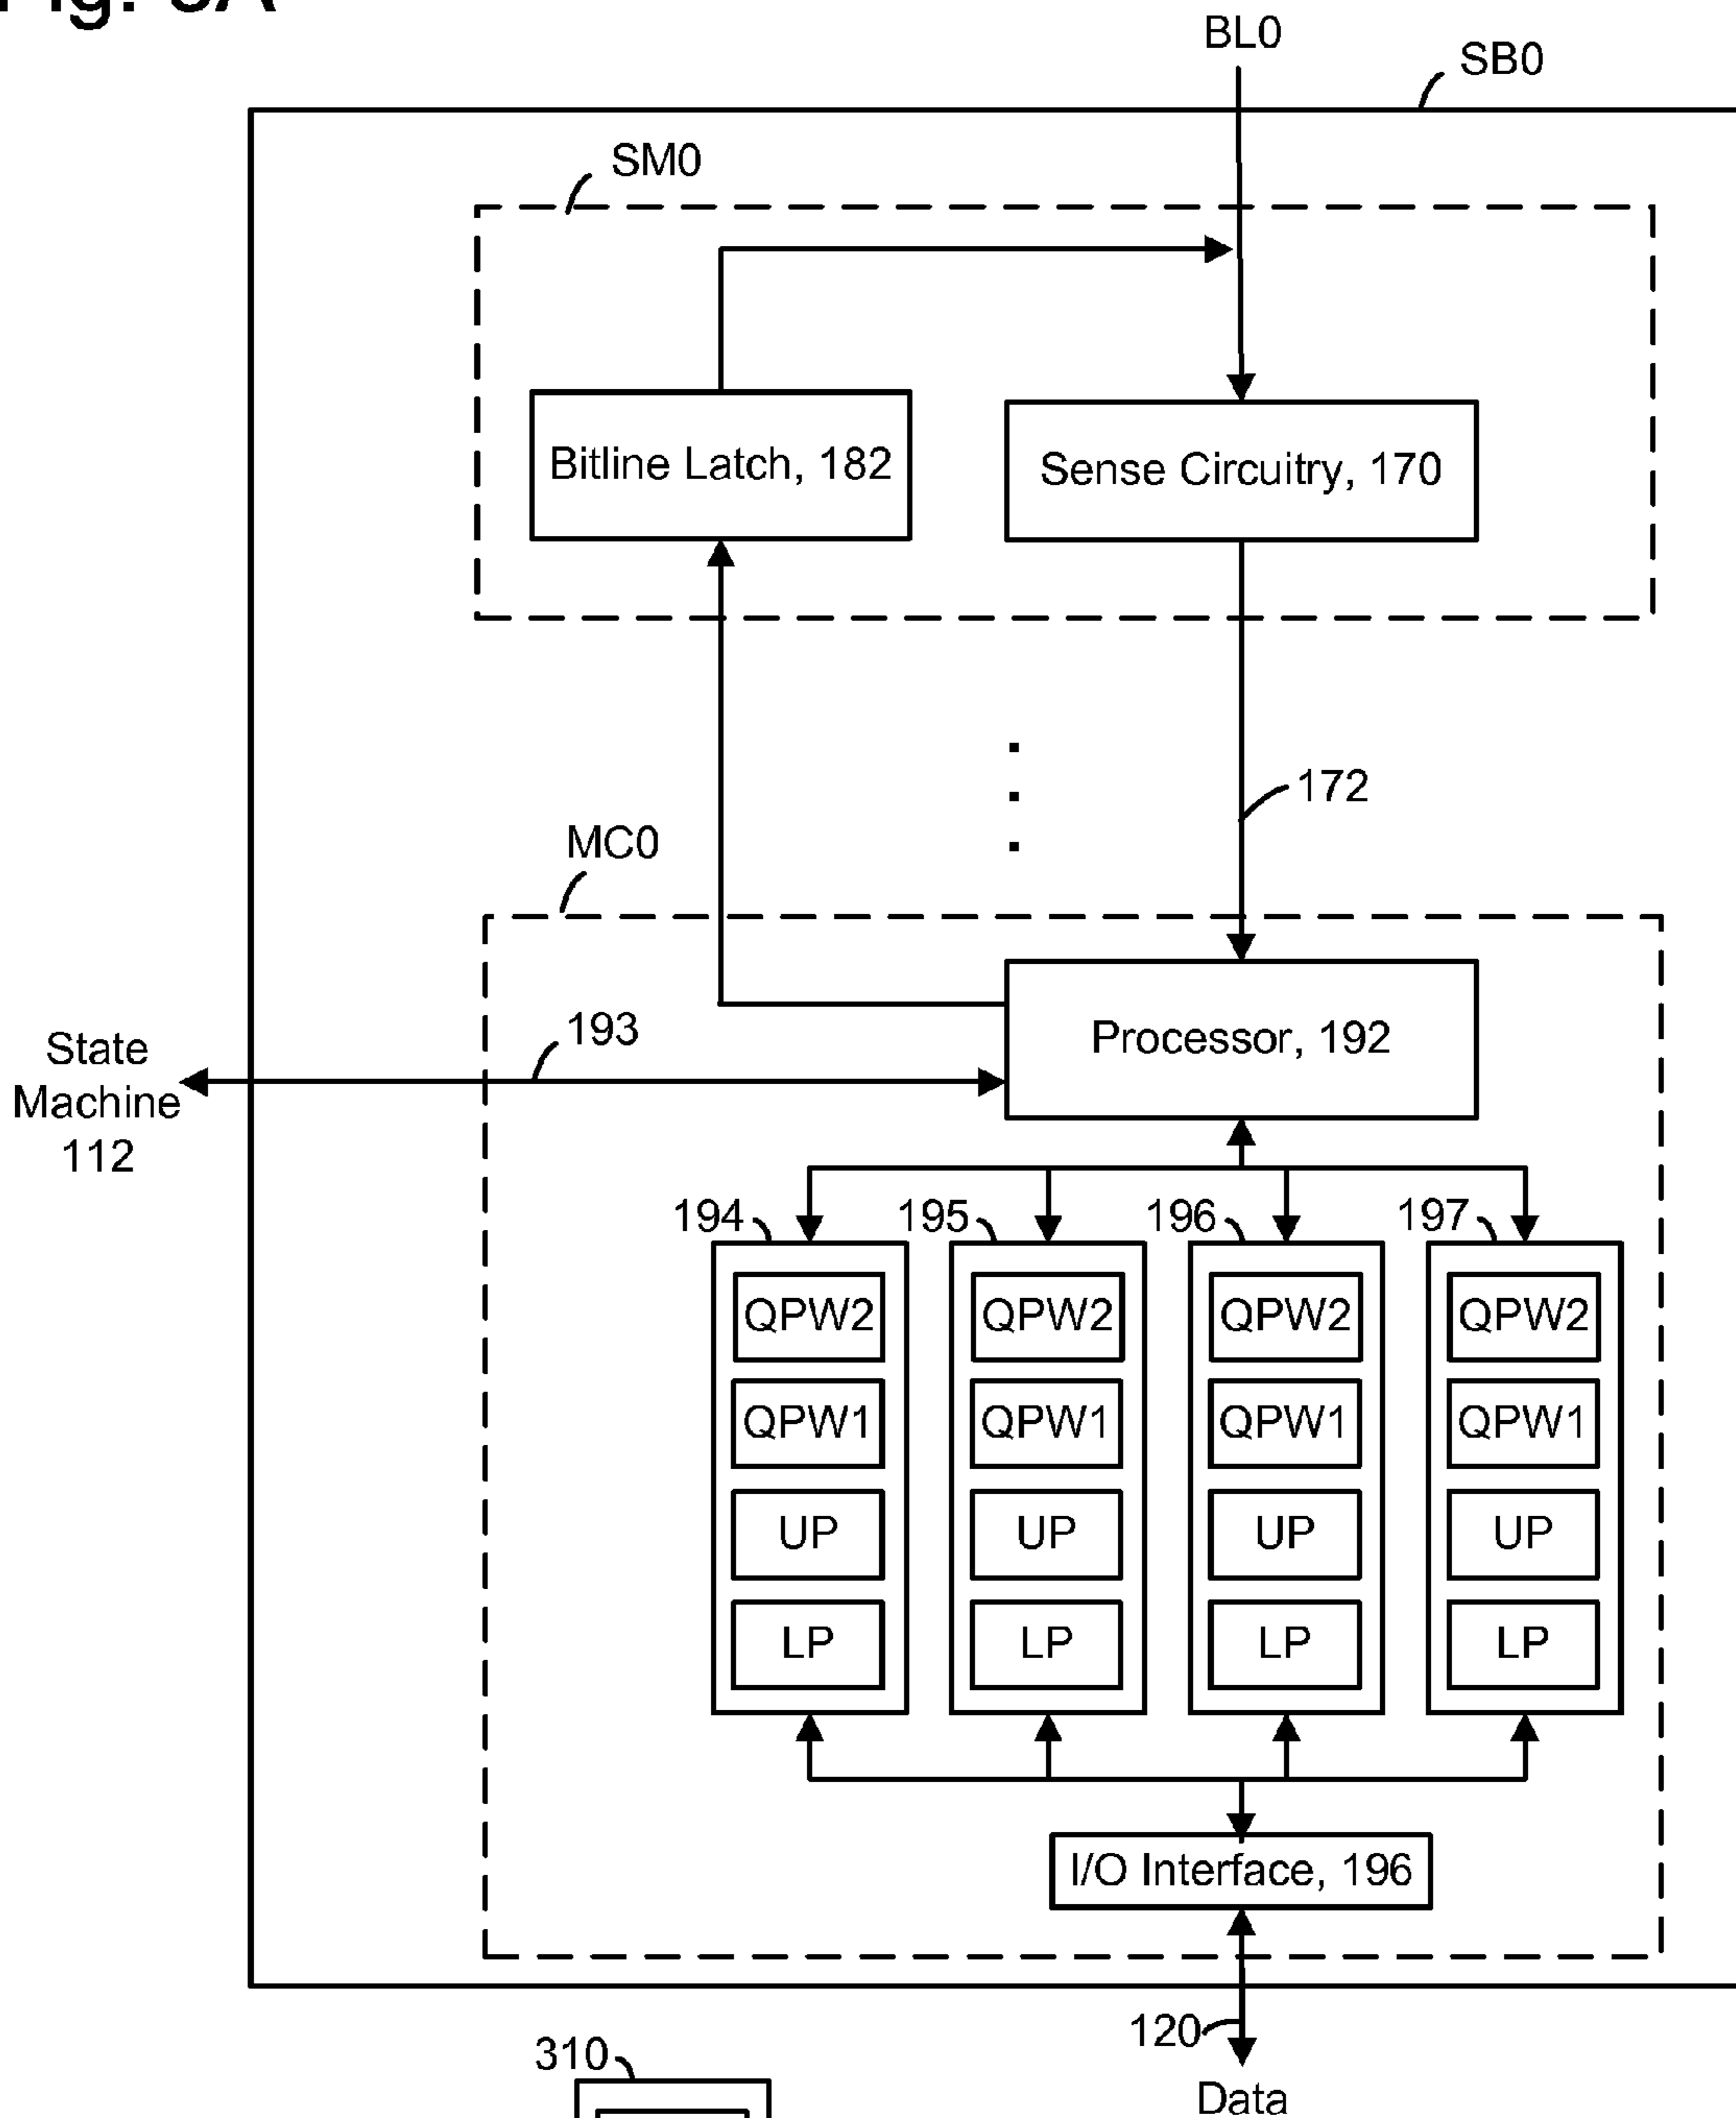 BL0
SB0
SM0
Bitline Latch, 182
Sense Circuitry, 170
172
MC0
193
Processor, 192
State
Machine
112
194
195
196
197
QPW2
QPW2
QPW2
QPW2
QPW1
QPW1
QPW1
QPW1
UP
UP
UP
UP
LP
LP
LP
LP
I/O Interface, 196
120
310
Data